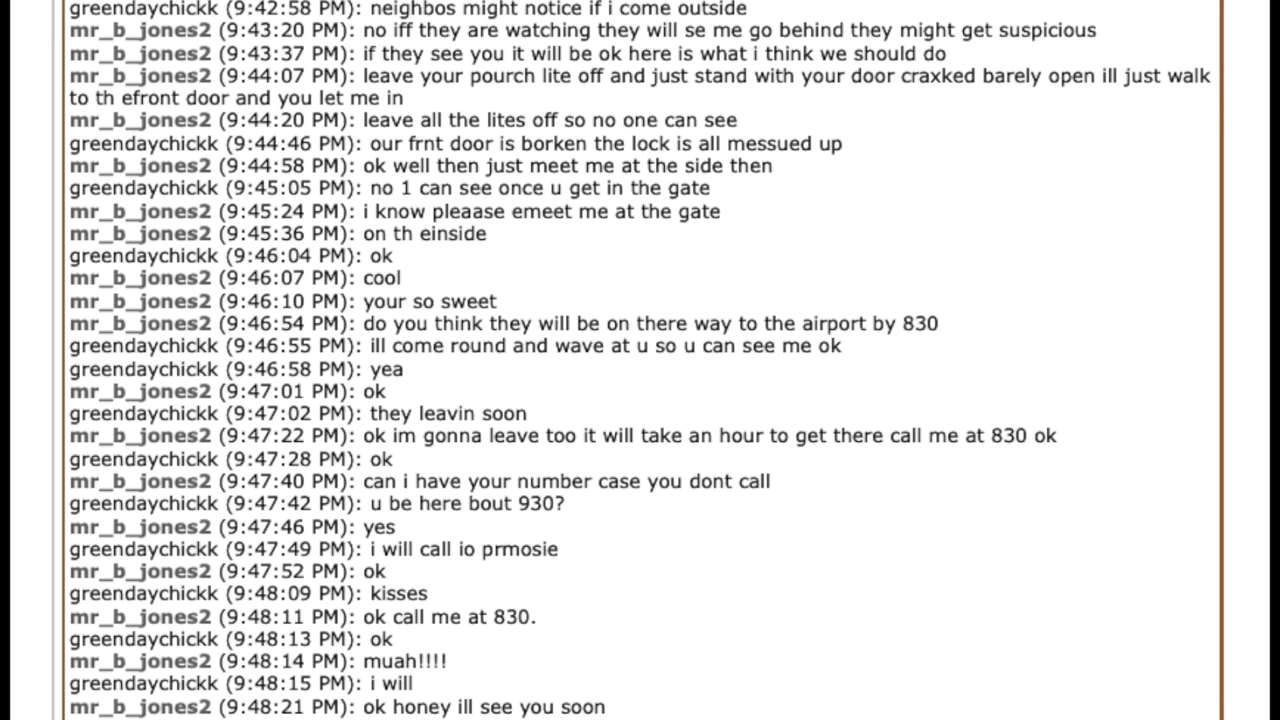 greendaychickk (9:42:58 PM): neighbos might notice if i come outside
mr_b_jones2 (9:43:20 PM): no iff they are watching they will se me go behind they might get suspicious
mr_b_jones2 (9:43:37 PM): if they see you it will be ok here is what i think we should do
mr_b_jones2 (9:44:07 PM): leave your pourch lite off and just stand with your door craxked barely open ill just walk
to th efront door and you let me in
mr_b_jones2 (9:44:20 PM): leave all the lites off so no one can see
greendaychickk (9:44:46 PM): our frnt door is borken the lock is all messued up
mr_b_jones2 (9:44:58 PM): ok well then just meet me at the side then
greendaychickk (9:45:05 PM): no 1 can see once u get in the gate
mr_b_jones2 (9:45:24 PM): i know pleaase emeet me at the gate
mr_b_jones2 (9:45:36 PM): on th einside
greendaychickk (9:46:04 PM): ok
mr_b_jones2 (9:46:07 PM): cool
mr_b_jones2 (9:46:10 PM): your so sweet
mr_b_jones2 (9:46:54 PM): do you think they will be on there way to the airport by 830
greendaychickk (9:46:55 PM): ill come round and wave at u so u can see me ok
greendaychickk (9:46:58 PM): yea
mr_b_jones2 (9:47:01 PM): ok
greendaychickk (9:47:02 PM): they leavin soon
mr_b_jones2 (9:47:22 PM): ok im gonna leave too it will take an hour to get there call me at 830 ok
greendaychickk (9:47:28 PM): ok
mr_b_jones2 (9:47:40 PM): can i have your number case you dont call
greendaychickk (9:47:42 PM): u be here bout 930?
mr_b_jones2 (9:47:46 PM): yes
greendaychickk (9:47:49 PM): i will call io prmosie
mr_b_jones2 (9:47:52 PM): ok
greendaychickk (9:48:09 PM): kisses
mr_b_jones2 (9:48:11 PM): ok call me at 830.
greendaychickk (9:48:13 PM): ok
mr_b_jones2 (9:48:14 PM): muah!!!!
greendaychickk (9:48:15 PM): i will
mr_b_jones2 (9:48:21 PM): ok honey ill see you soon